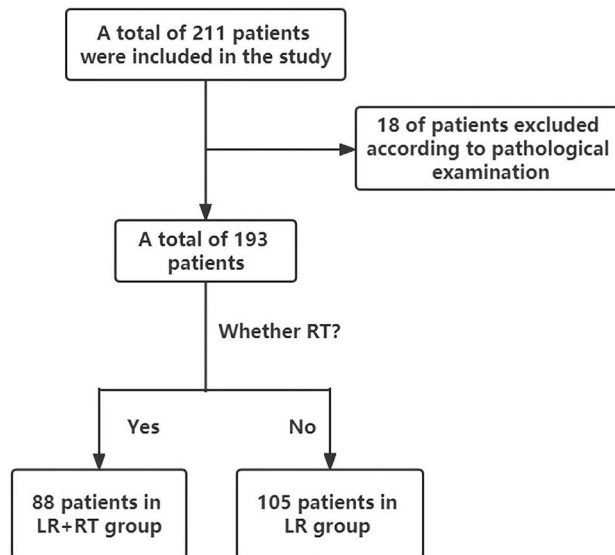 A total of 211 patients
were included in the study
18 of patients excluded
according to pathological
examination
A total of 193
patients
Whether RT?
Yes
No
88 patients in
LR+RT group
105 patients in
LR group